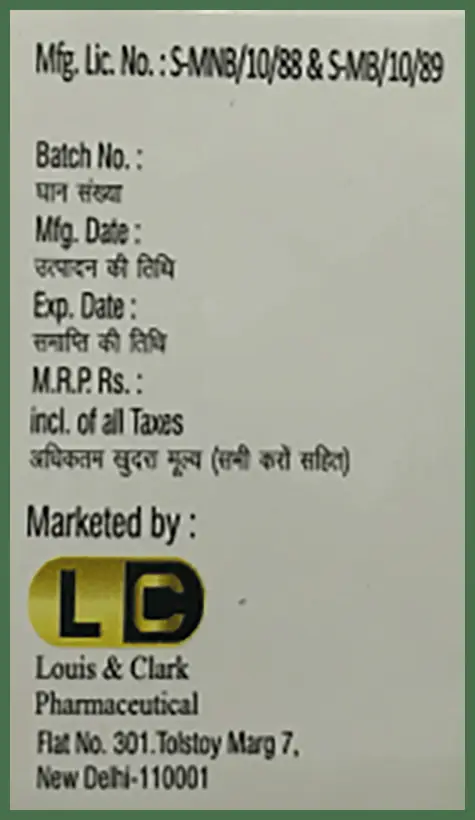 Mfg. Lic. No. : S-MNB/10/88 & S-MB/10/89
Batch No. :
घान संख्या
Mfg. Date :
उत्पादन की तिथि
Exp. Date :
समाप्ति की तिथि
M.R.P. Rs. :
incl. of all Taxes
अधिकतम खुदरा मूल्य (सभी करों सहित)
Marketed by :
LC
Louis & Clark
Pharmaceutical
Flat No. 301.Tolstoy Marg 7,
New Delhi-110001